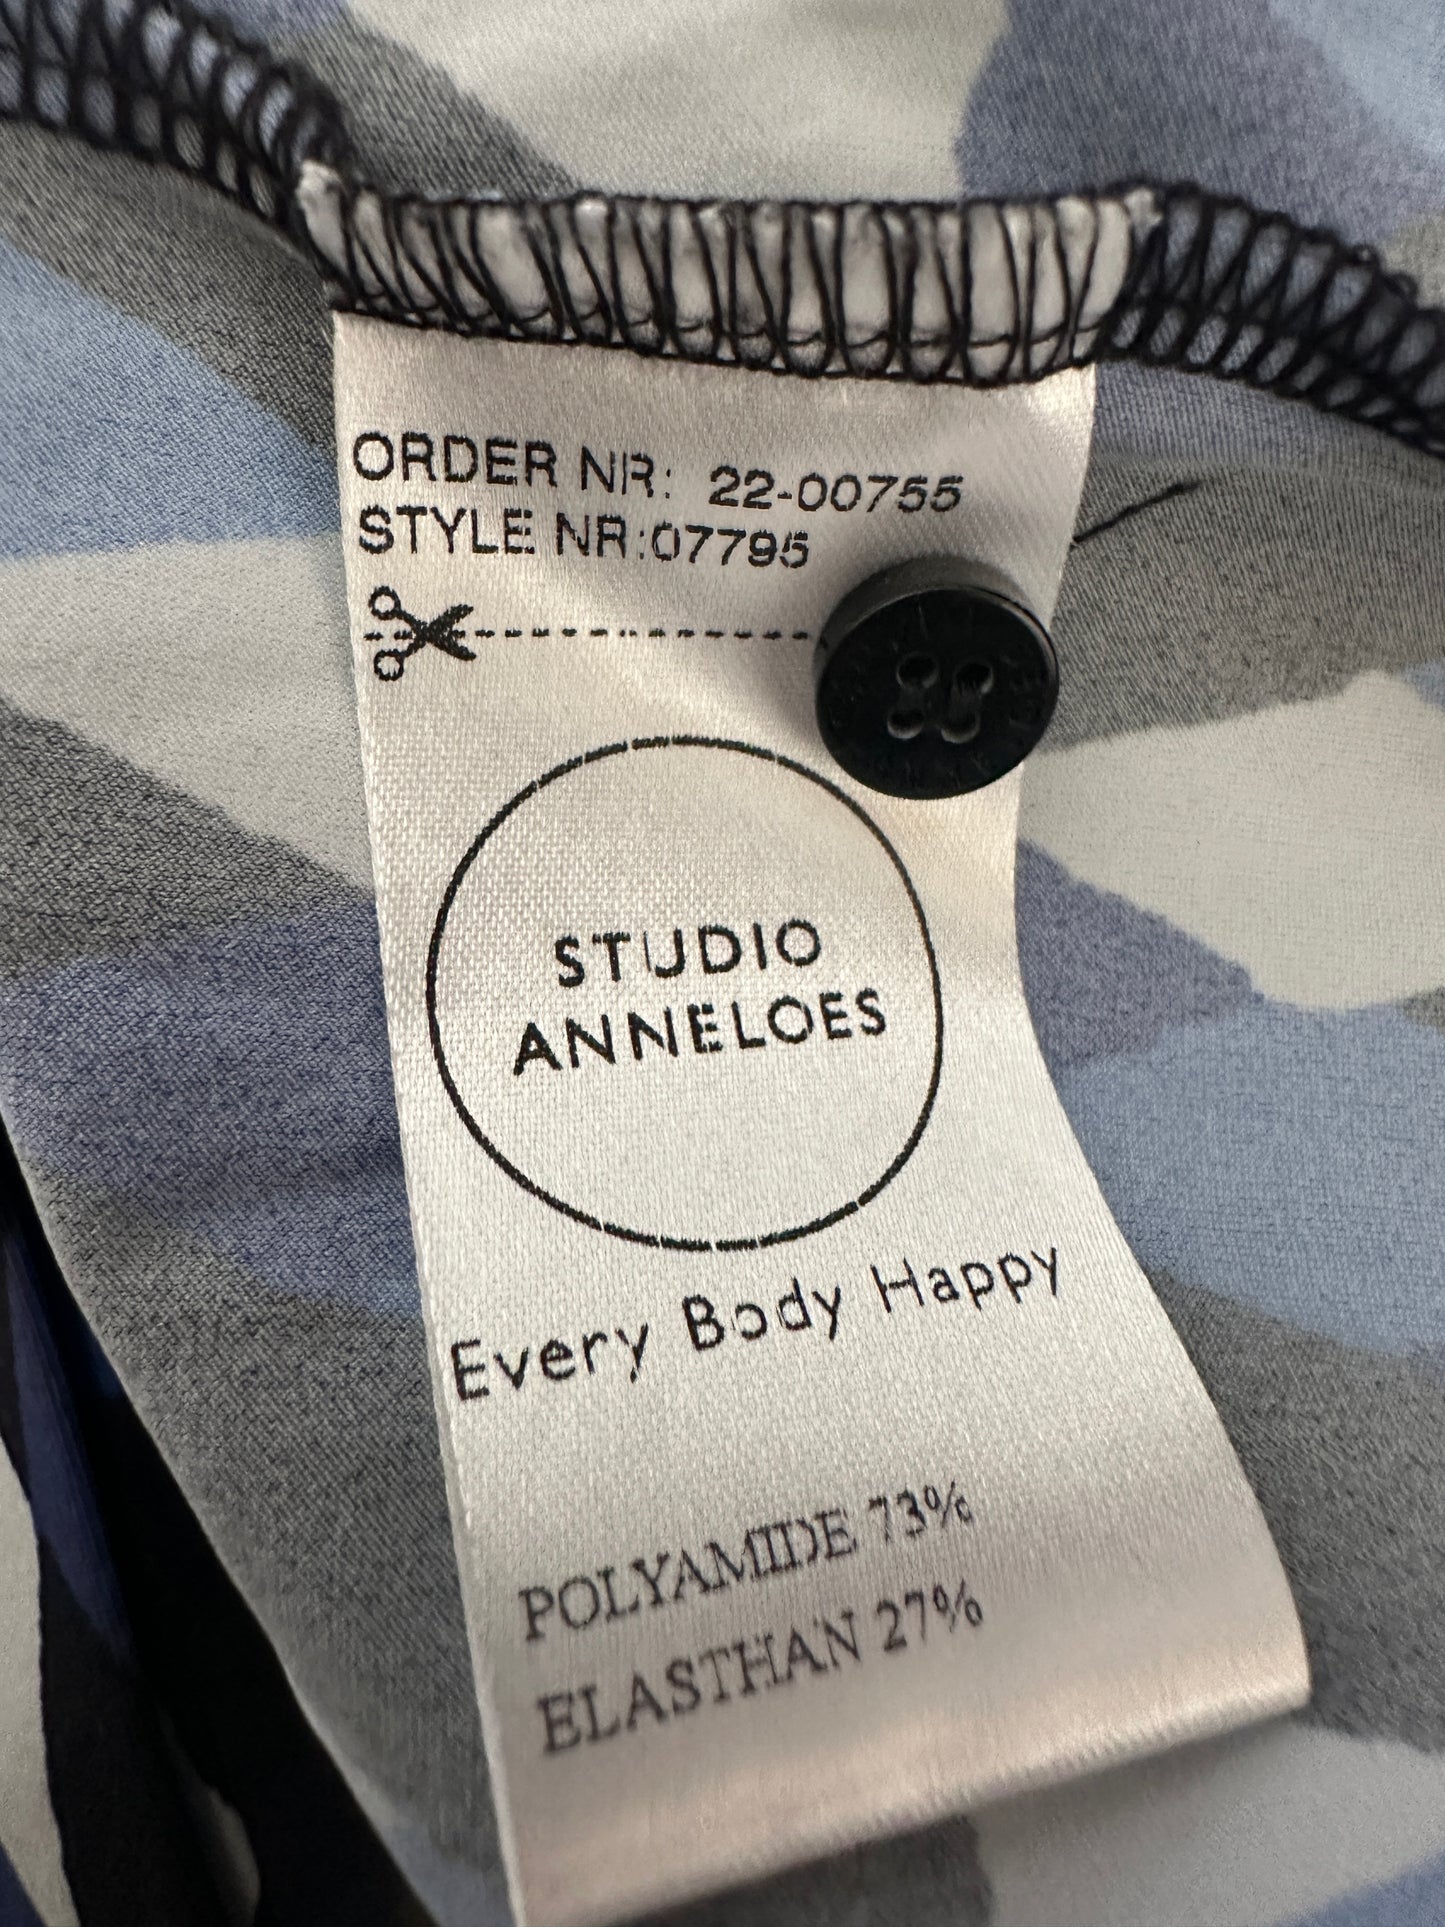 ORDER NR: 22-00755
STYLE NR:07795
STUDIO
ANNELOES
Every Body Happy
POLYAMIDE 73%
ELASTHAN 27%